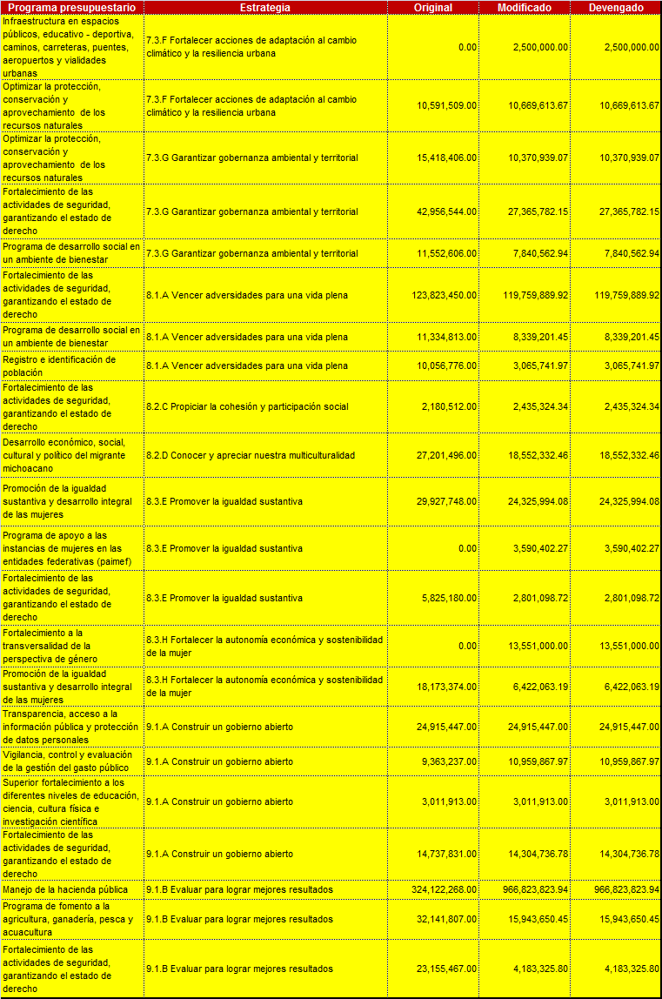 Programa presupuestario Estrategia Original Modificado Devengado
Infraestructura en espacios
públicos, educativo - deportiva,
caminos, carreteras, puentes,
aeropuertos y vialidades
urbanas
7.3.F Fortalecer acciones de adaptación al cambio
climático y la resiliencia urbana
0.00 2,500,000.00 2,500,000.00
Optimizar la protección,
conservación y
aprovechamiento de los
recursos naturales
7.3.F Fortalecer acciones de adaptación al cambio
climático y la resiliencia urbana
10,591,509.00 10,669,613.67 10,669,613.67
Optimizar la protección,
conservación y
aprovechamiento de los
recursos naturales
7.3.G Garantizar gobernanza ambiental y territorial
15,418,406.00 10,370,939.07 10,370,939.07
Fortalecimiento de las
actividades de seguridad,
garantizando el estado de
derecho
7.3.G Garantizar gobernanza ambiental y territorial
42,956,544.00 27,365,782.15 27,365,782.15
Programa de desarrollo social en
un ambiente de bienestar
7.3.G Garantizar gobernanza ambiental y territorial
11,552,606.00 7,840,562.94 7,840,562.94
Fortalecimiento de las
actividades de seguridad,
garantizando el estado de
derecho
8.1.A Vencer adversidades para una vida plena
123,823,450.00 119,759,889.92 119,759,889.92
Programa de desarrollo social en
un ambiente de bienestar
8.1.A Vencer adversidades para una vida plena
11,334,813.00 8,339,201.45 8,339,201.45
Registro e identificación de
población
8.1.A Vencer adversidades para una vida plena
10,056,776.00 3,065,741.97 3,065,741.97
Fortalecimiento de las
actividades de seguridad,
garantizando el estado de
derecho
8.2.C Propiciar la cohesión y participación social
2,180,512.00 2,435,324.34 2,435,324.34
Desarrollo económico, social,
cultural y político del migrante
michoacano
8.2.D Conocer y apreciar nuestra multiculturalidad
27,201,496.00 18,552,332.46 18,552,332.46
Promoción de la igualdad
sustantiva y desarrollo integral
de las mujeres
8.3.E Promover la igualdad sustantiva
29,927,748.00 24,325,994.08 24,325,994.08
Programa de apoyo a las
instancias de mujeres en las
entidades federativas (paimef)
8.3.E Promover la igualdad sustantiva
0.00 3,590,402.27 3,590,402.27
Fortalecimiento de las
actividades de seguridad,
garantizando el estado de
derecho
8.3.E Promover la igualdad sustantiva
5,825,180.00 2,801,098.72 2,801,098.72
Fortalecimiento a la
transversalidad de la
perspectiva de género
8.3.H Fortalecer la autonomía económica y sostenibilidad
de la mujer
0.00 13,551,000.00 13,551,000.00
Promoción de la igualdad
sustantiva y desarrollo integral
de las mujeres
8.3.H Fortalecer la autonomía económica y sostenibilidad
de la mujer
18,173,374.00 6,422,063.19 6,422,063.19
Transparencia, acceso a la
información pública y protección
de datos personales
9.1.A Construir un gobierno abierto
24,915,447.00 24,915,447.00 24,915,447.00
Vigilancia, control y evaluación
de la gestión del gasto público
9.1.A Construir un gobierno abierto
9,363,237.00 10,959,867.97 10,959,867.97
Superior fortalecimiento a los
diferentes niveles de educación,
ciencia, cultura física e
investigación científica
9.1.A Construir un gobierno abierto
3,011,913.00 3,011,913.00 3,011,913.00
Fortalecimiento de las
actividades de seguridad,
garantizando el estado de
derecho
9.1.A Construir un gobierno abierto
14,737,831.00 14,304,736.78 14,304,736.78
Manejo de la hacienda pública
9.1.B Evaluar para lograr mejores resultados
324,122,268.00 966,823,823.94 966,823,823.94
Programa de fomento a la
agricultura, ganadería, pesca y
acuacultura
9.1.B Evaluar para lograr mejores resultados
32,141,807.00 15,943,650.45 15,943,650.45
Fortalecimiento de las
actividades de seguridad,
garantizando el estado de
derecho
9.1.B Evaluar para lograr mejores resultados
23,155,467.00 4,183,325.80 4,183,325.80